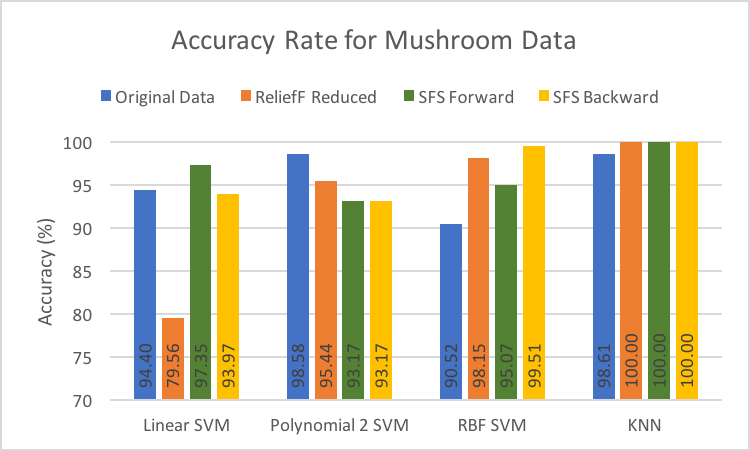 Accuracy Rate for Mushroom Data
Original Data ReliefF Reduced SFS Forward SFS Backward
Accuracy (%)
100
95
90
85
80
75
70
94.40 79.56 97.35 93.97 98.58 95.44 93.17 93.17 90.52 98.15 95.07 99.51 98.61 100.00 100.00 100.00
Linear SVM Polynomial 2 SVM RBF SVM KNN